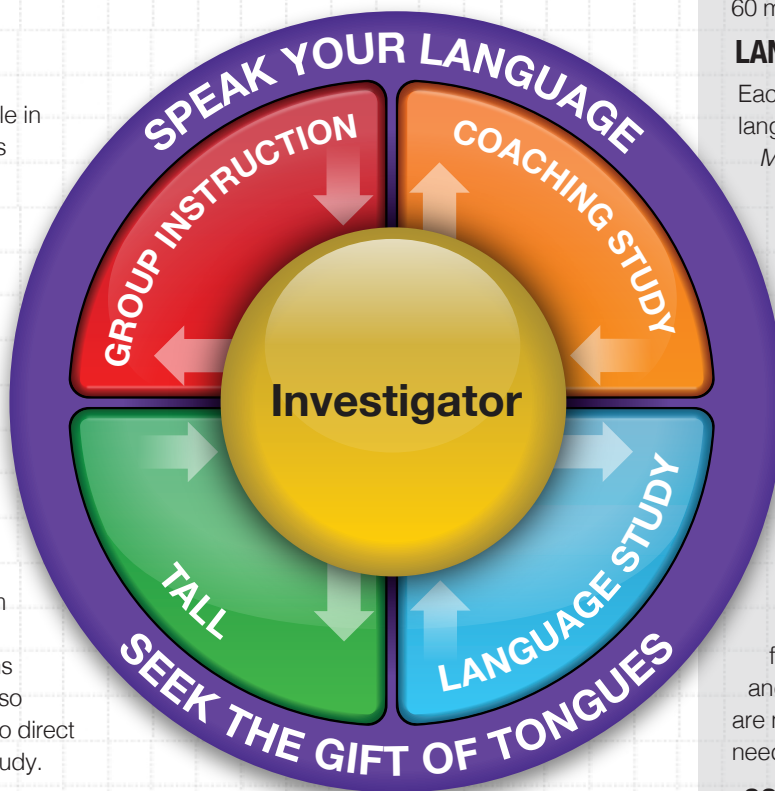 SPEAK YOUR LANGUAGE
GROUP INSTRUCTION
COACHING STUDY
Investigator
TALL
LANGUAGE STUDY
SEEK THE GIFT OF TONGUES
le in
s
n
s
so
o direct
udy.
60 m
LAN
Eac
lang
M
f
and
are r
need